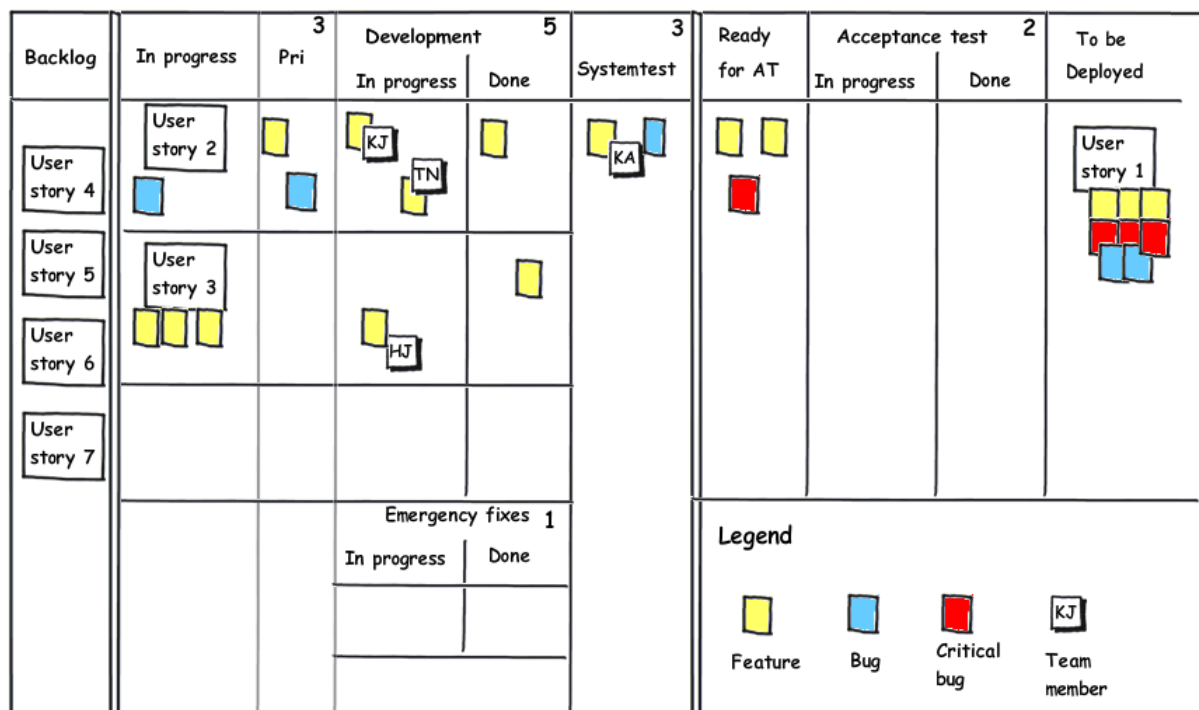 Backlog
In progress
3
Pri
Development
5
In progress
Done
3
Systemtest
Ready
for AT
Acceptance test
2
In progress
Done
To be
Deployed
User
story 4
User
story 5
User
story 6
User
story 7
User
story 2
KJ
TN
KA
User
story 1
User
story 3
HJ
Emergency fixes
1
In progress
Done
Legend
Feature
Bug
Critical
bug
KJ
Team
member